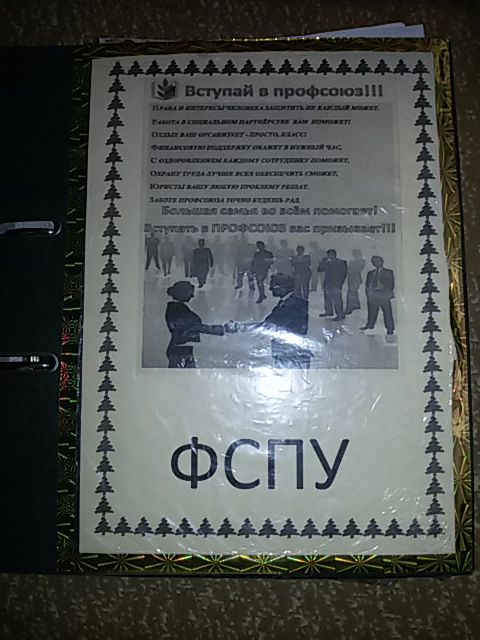 Вступай в профсоюз!!!
Права и интересы человека защитить не каждый может.
Работа в социальном партнёрстве вам поможет!
Отдых ваш организует - просто, класс!
Финансовую поддержку окажет в нужный час,
С оздоровлением каждому сотруднику поможет,
Охрану труда лучше всех обеспечить сможет,
Юристы вашу любую проблему решат.
Заботе профсоюза точно будешь рад.
Большая семья во всём помогает!
Вступать в ПРОФСОЮЗ вас призывает!!!
ФСПУ